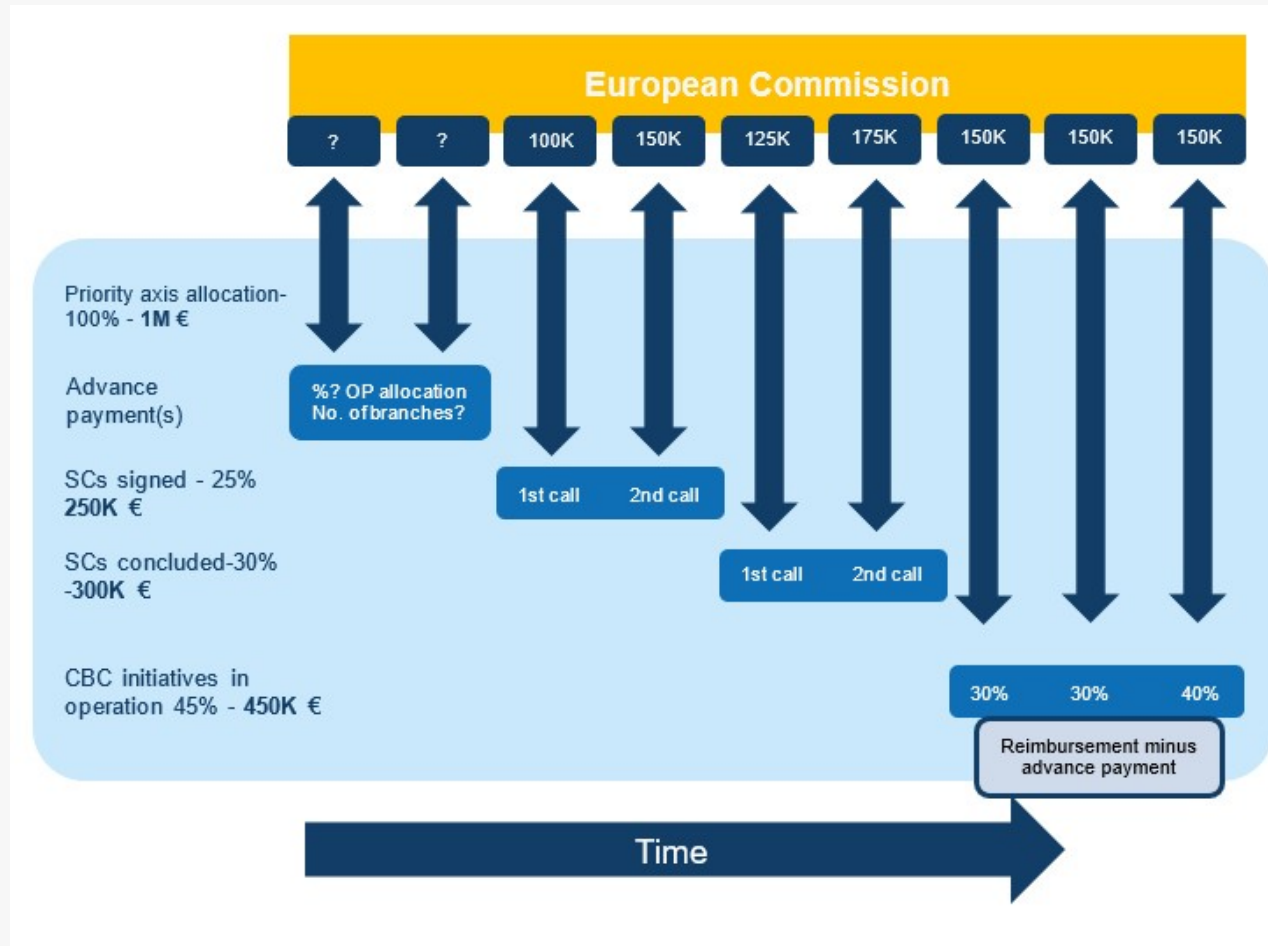 European Commission
? ? 100K 150K 125K 175K 150K 150K 150K
Priority axis allocation-
100% - 1M €
Advance
payment(s)
%? OP allocation
No. of branches?
SCs signed - 25%
250K €
1st call 2nd call
SCs concluded-30%
-300K €
1st call 2nd call
CBC initiatives in
operation 45% - 450K €
30% 30% 40%
Reimbursement minus
advance payment
Time